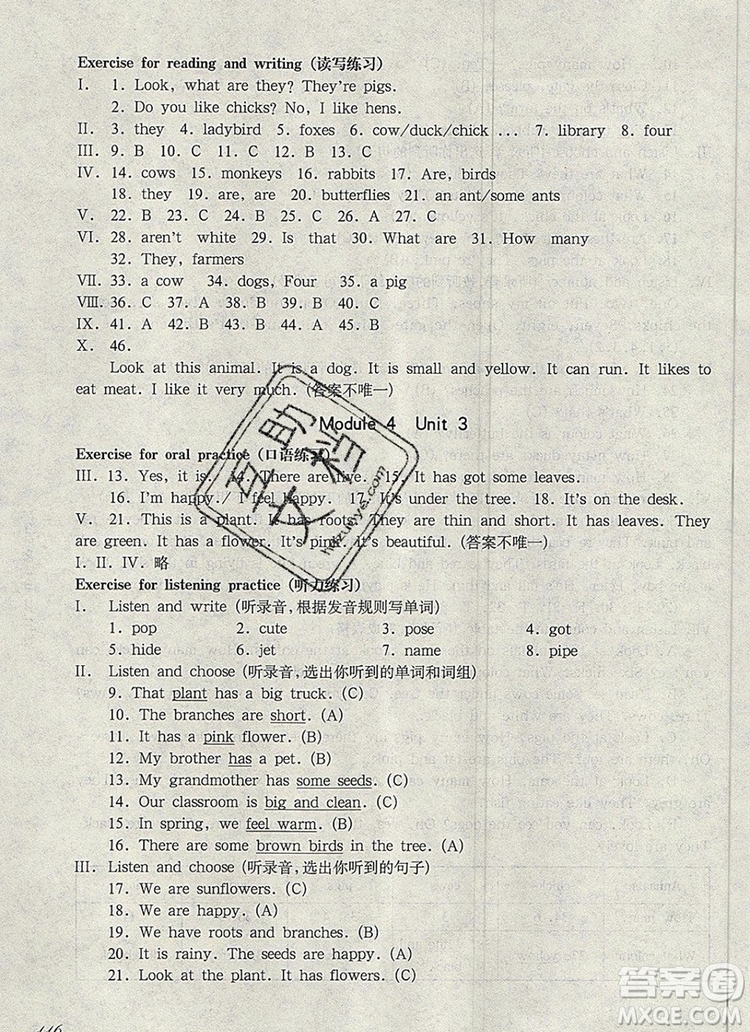 Exercise for reading and writing (读写练习)
I. 1. Look, what are they? They're pigs.
2. Do you like chicks? No, I like hens.
II. 3. they 4. ladybird 5. foxes 6. cow/duck/chick ... 7. library 8. four
III. 9. B 10. C 11. C 12. B 13. C
IV. 14. cows 15. monkeys 16. rabbits 17. Are, birds
18. they 19. are, are 20. butterflies 21. an ant/some ants
V. 22. B 23. B 24. C 25. A 26. A 27. C
VI. 28. aren't white 29. Is that 30. What are 31. How many
32. They, farmers
VII. 33. a cow 34. dogs, Four 35. a pig
VIII. 36. C 37. A 38. B 39. B 40. C
IX. 41. B 42. A 43. A 44. B 45. A
X. 46.
Look at this animal. It is a dog. It is small and yellow. It can run. It likes to
eat meat. I like it very much. (答案不唯一)
Module 4 Unit 3
Exercise for oral practice (口语练习)
III. 13. Yes, it is. 14. There are five. 15. It has got some leaves.
16. I'm happy./ I feel happy. 17. It's under the tree. 18. It's on the desk.
V. This is a plant. It has roots. They are thin and short. It has leaves. They
are green. It has a flower. It's pink. It's beautiful. (答案不唯一)
I. II. IV. 略
Exercise for listening practice (听力练习)
I. Listen and write (听录音,根据发音规则写单词)
1. pop 2. cute 3. pose 4. got
5. hide 6. jet 7. name 8. pipe
II. Listen and choose (听录音,选出你听到的单词和词组)
9. That plant has a big truck. (C)
10. The branches are short. (A)
11. It has a pink flower. (B)
12. My brother has a pet. (B)
13. My grandmother has some seeds. (C)
14. Our classroom is big and clean. (C)
15. In spring, we feel warm. (B)
16. There are some brown birds in the tree. (C)
III. Listen and choose (听录音,选出你听到的句子)
17. We are sunflowers. (C)
18. We are happy. (A)
19. We have roots and branches. (C)
20. It is rainy. The seeds are happy. (A)
21. Look at the plant. It has flowers. (C)
116
互助文档
hdzuoye.com
答案圈
MXQE.COM